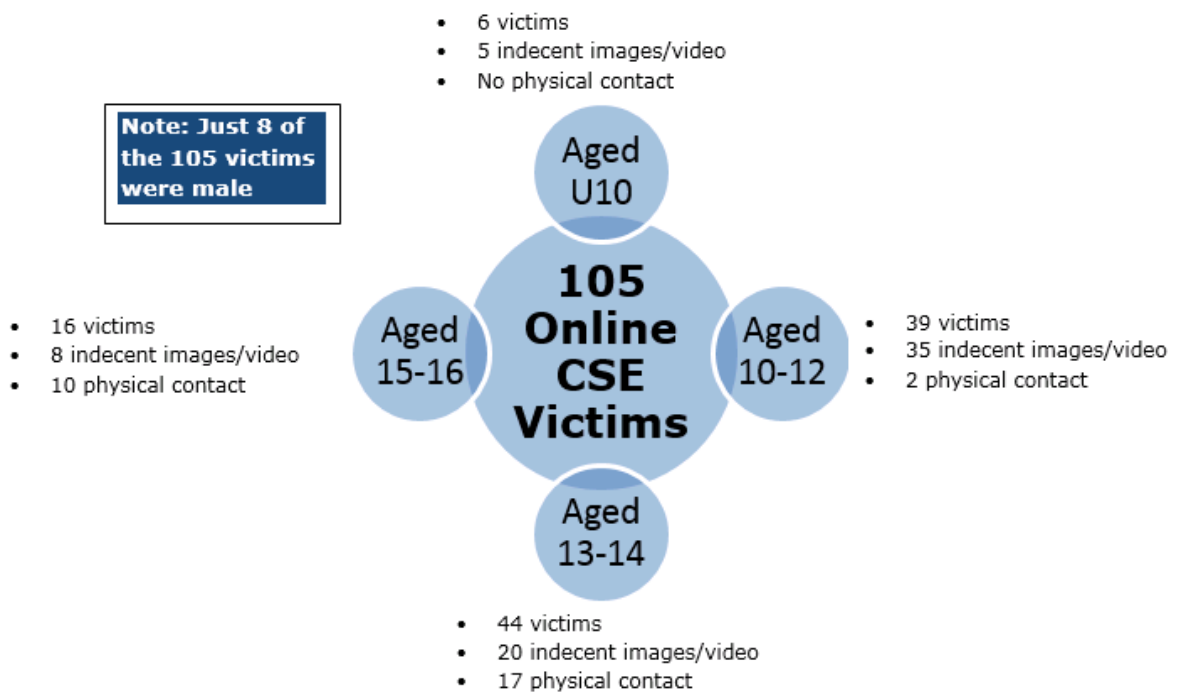 • 6 victims
• 5 indecent images/video
• No physical contact
Note: Just 8 of
the 105 victims
were male
Aged
U10
105
Online
CSE
Victims
• 16 victims
• 8 indecent images/video
• 10 physical contact
Aged
15-16
Aged
10-12
• 39 victims
• 35 indecent images/video
• 2 physical contact
Aged
13-14
• 44 victims
• 20 indecent images/video
• 17 physical contact